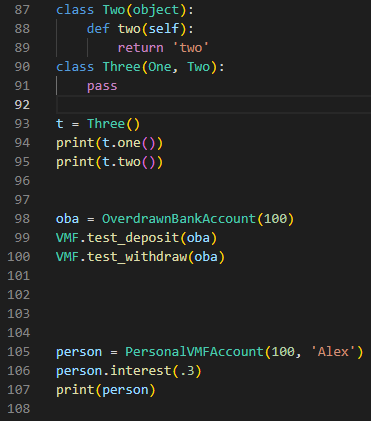 87 class Two(object):
88     def two(self):
89         return 'two'
90 class Three(One, Two):
91     pass
92
93 t = Three()
94 print(t.one())
95 print(t.two())
96
97
98 oba = OverdrawnBankAccount(100)
99 VMF.test_deposit(oba)
100 VMF.test_withdraw(oba)
101
102
103
104
105 person = PersonalVMFAccount(100, 'Alex')
106 person.interest(.3)
107 print(person)
108